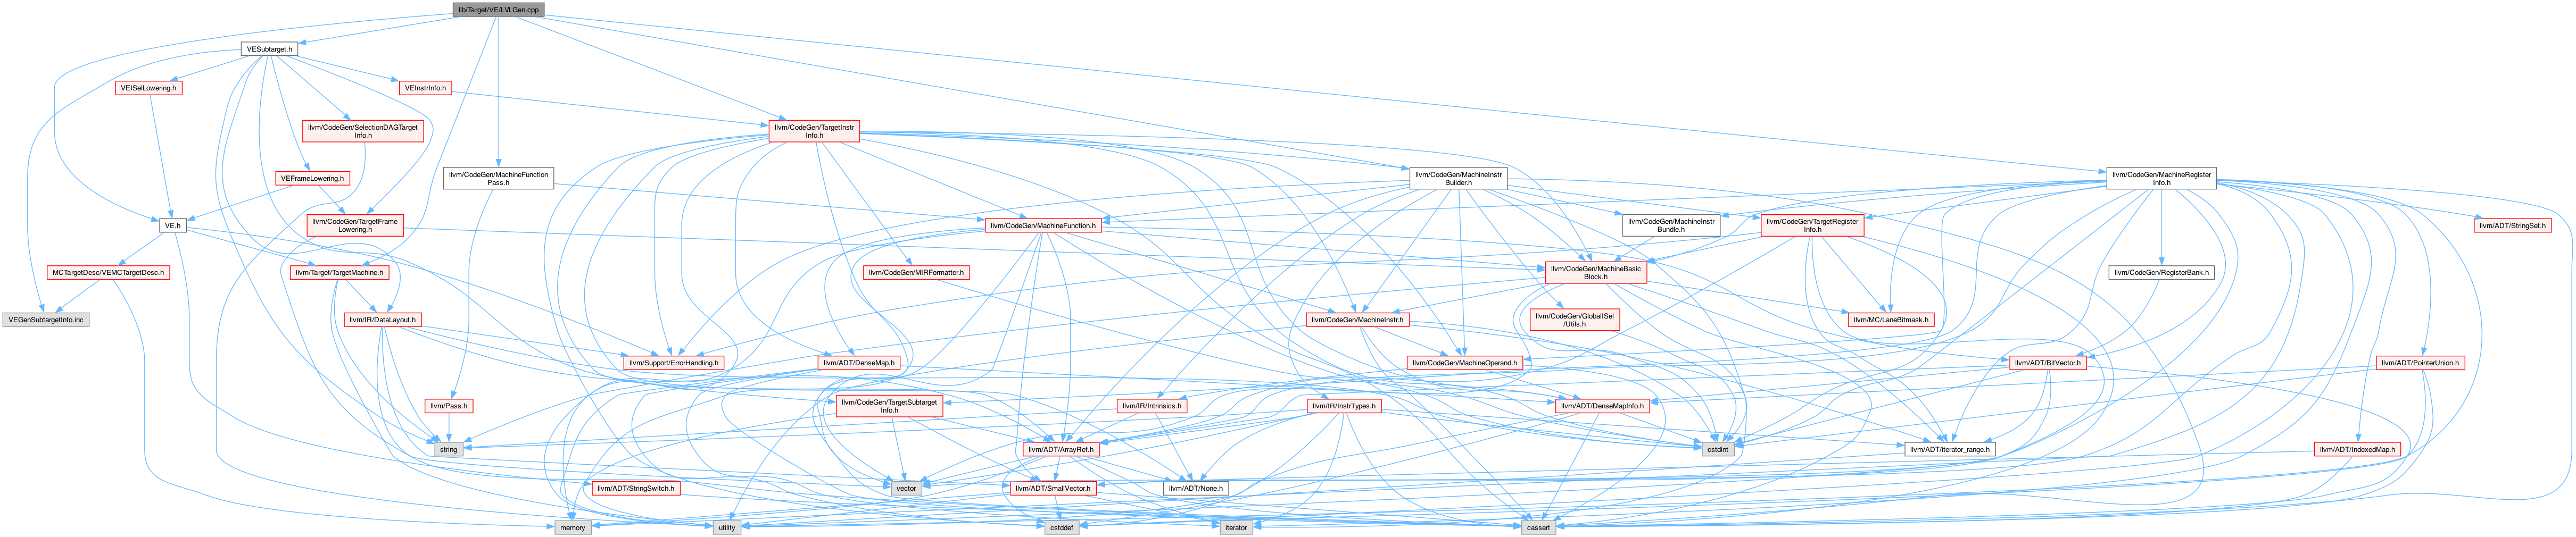 lib/Target/VE/LVLGen.cpp
VESubtarget.h
VEISelLowering.h
VEInstrInfo.h
llvm/CodeGen/SelectionDAGTarget
Info.h
llvm/CodeGen/TargetInstr
Info.h
VEFrameLowering.h
llvm/CodeGen/MachineFunction
Pass.h
llvm/CodeGen/MachineInstr
Builder.h
llvm/CodeGen/MachineRegister
Info.h
VE.h
llvm/CodeGen/TargetFrame
Lowering.h
llvm/CodeGen/MachineFunction.h
llvm/CodeGen/MachineInstr
Bundle.h
llvm/CodeGen/TargetRegister
Info.h
llvm/ADT/StringSet.h
MCTargetDesc/VEMCTargetDesc.h
llvm/Target/TargetMachine.h
llvm/CodeGen/MIRFormatter.h
llvm/CodeGen/MachineBasic
Block.h
llvm/CodeGen/RegisterBank.h
VEGenSubtargetInfo.inc
llvm/IR/DataLayout.h
llvm/CodeGen/MachineInstr.h
llvm/CodeGen/GlobalISel
/Utils.h
llvm/MC/LaneBitmask.h
llvm/Support/ErrorHandling.h
llvm/ADT/DenseMap.h
llvm/CodeGen/MachineOperand.h
llvm/ADT/BitVector.h
llvm/ADT/PointerUnion.h
llvm/Pass.h
llvm/CodeGen/TargetSubtarget
Info.h
llvm/IR/Intrinsics.h
llvm/IR/InstrTypes.h
llvm/ADT/DenseMapInfo.h
string
llvm/ADT/ArrayRef.h
cstdint
llvm/ADT/iterator_range.h
llvm/ADT/IndexedMap.h
llvm/ADT/StringSwitch.h
vector
llvm/ADT/SmallVector.h
llvm/ADT/None.h
memory
utility
cstddef
iterator
cassert